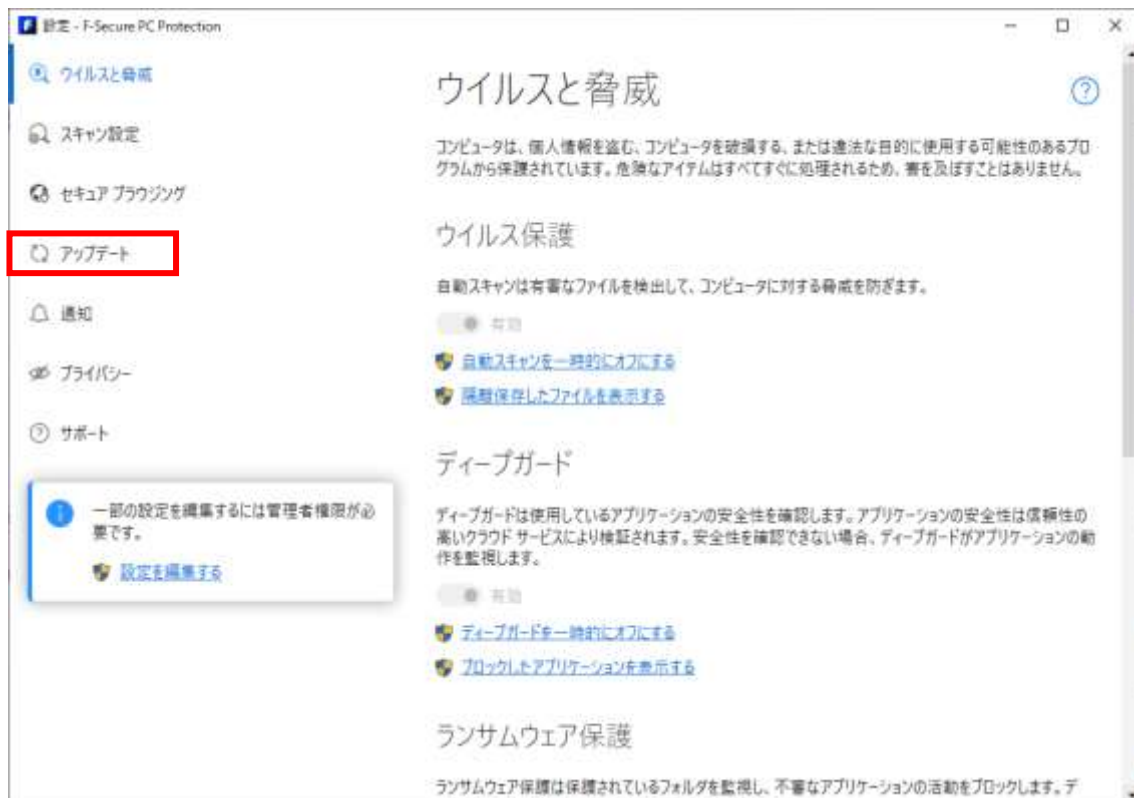 設定 - F-Secure PC Protection
ウイルスと脅威
スキャン設定
セキュア ブラウジング
アップデート
通知
プライバシー
サポート
一部の設定を編集するには管理者権限が必
要です。
設定を編集する
ウイルスと脅威
コンピュータは、個人情報を盗む、コンピュータを破損する、または違法な目的に使用する可能性のあるプロ
グラムから保護されています。危険なアイテムはすべてすぐに処理されるため、害を及ぼすことはありません。
ウイルス保護
自動スキャンは有害なファイルを検出して、コンピュータに対する脅威を防ぎます。
有効
自動スキャンを一時的にオフにする
隔離保存したファイルを表示する
ディープガード
ディープガードは使用しているアプリケーションの安全性を確認します。アプリケーションの安全性は信頼性の
高いクラウド サービスにより検証されます。安全性を確認できない場合、ディープガードがアプリケーションの動
作を監視します。
有効
ディープガードを一時的にオフにする
ブロックしたアプリケーションを表示する
ランサムウェア保護
ランサムウェア保護は保護されているフォルダを監視し、不審なアプリケーションの活動をブロックします。デ